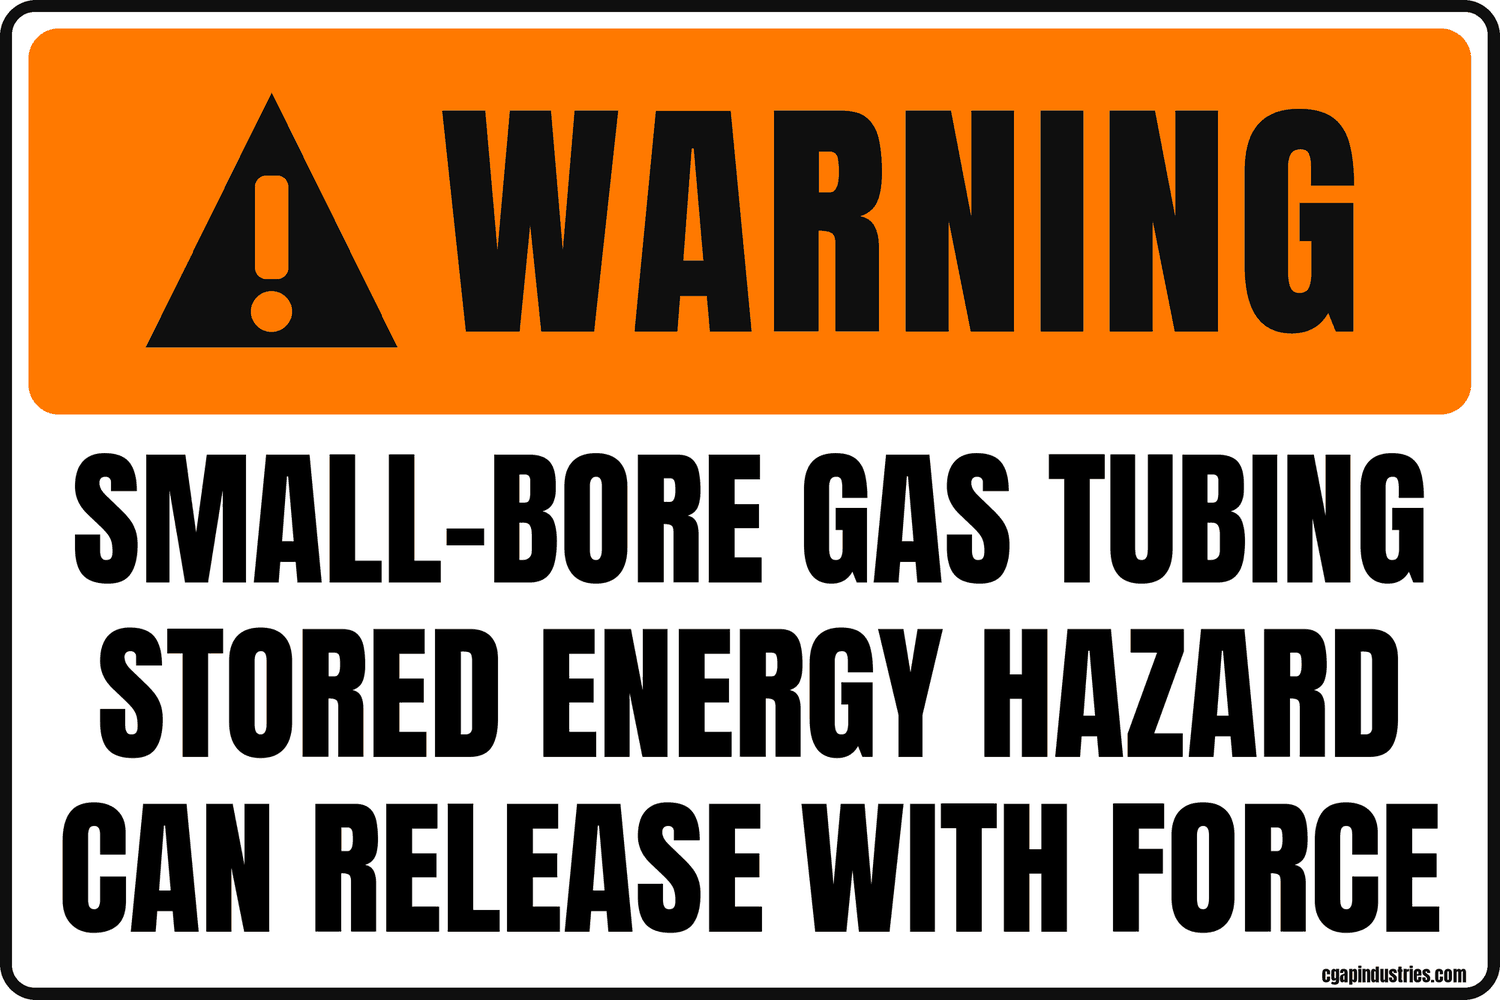 WARNING
SMALL-BORE GAS TUBING
STORED ENERGY HAZARD
CAN RELEASE WITH FORCE
cgapindustries.com